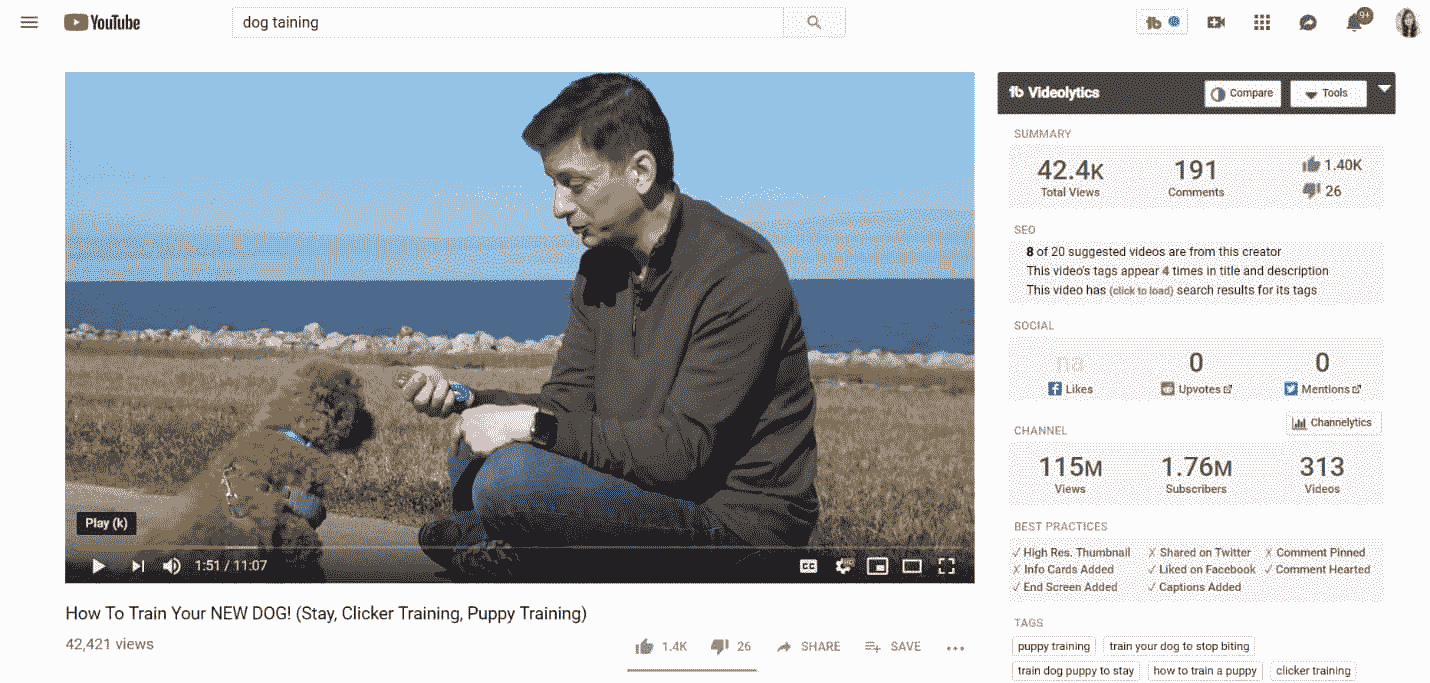 YouTube
dog taining
9+
Videolytics
Compare
Tools
SUMMARY
42.4K
191
1.40K
Total Views
Comments
26
SEO
8 of 20 suggested videos are from this creator
This video's tags appear 4 times in title and description
This video has (click to load) search results for its tags
SOCIAL
na
0
0
Likes
Upvotes
Mentions
CHANNEL
Channelytics
115M
1.76M
313
Views
Subscribers
Videos
BEST PRACTICES
✓ High Res. Thumbnail
✗ Shared on Twitter
✗ Comment Pinned
✗ Info Cards Added
✓ Liked on Facebook
✓ Comment Hearted
✓ End Screen Added
✓ Captions Added
TAGS
puppy training
train your dog to stop biting
train dog puppy to stay
how to train a puppy
clicker training
Play (k)
1:51 / 11:07
CC
How To Train Your NEW DOG! (Stay, Clicker Training, Puppy Training)
42,421 views
1.4K
26
SHARE
SAVE